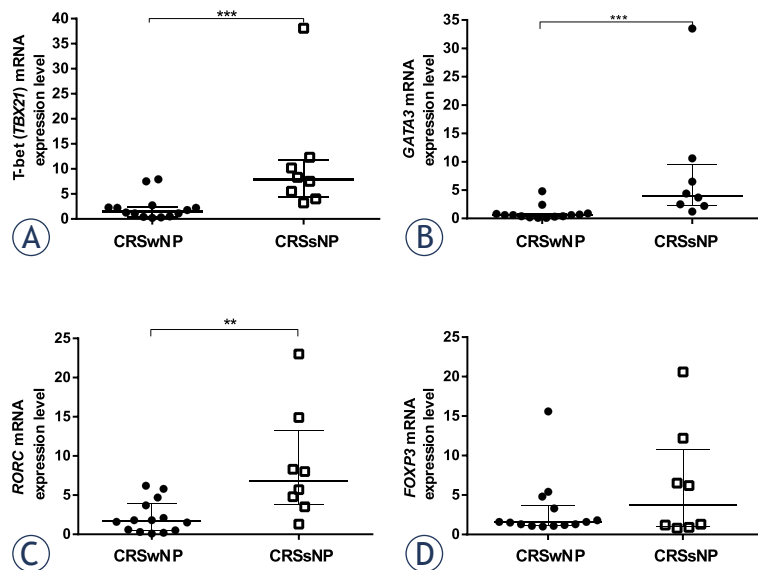 T-bet (TBX21) mRNA
expression level
40
35
30
25
20
15
10
5
0
***
CRSwNP CRSsNP
A
GATA3 mRNA
expression level
35
30
25
20
15
10
5
0
***
CRSwNP CRSsNP
B
RORC mRNA
expression level
25
20
15
10
5
0
**
CRSwNP CRSsNP
C
FOXP3 mRNA
expression level
25
20
15
10
5
0
CRSwNP CRSsNP
D